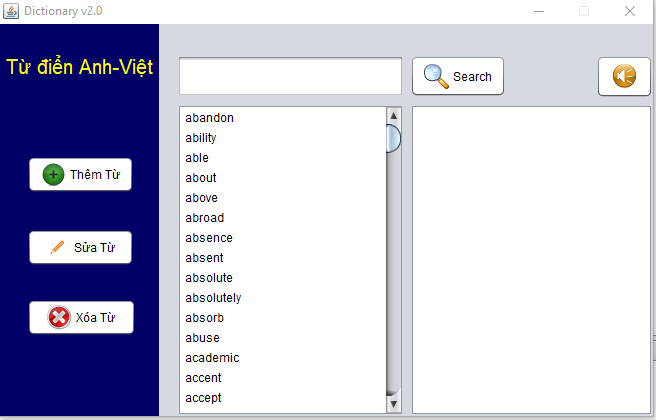 Dictionary v2.0
Từ điển Anh-Việt
Search
Thêm Từ
Sửa Từ
Xóa Từ
abandon
ability
able
about
above
abroad
absence
absent
absolute
absolutely
absorb
abuse
academic
accent
accept